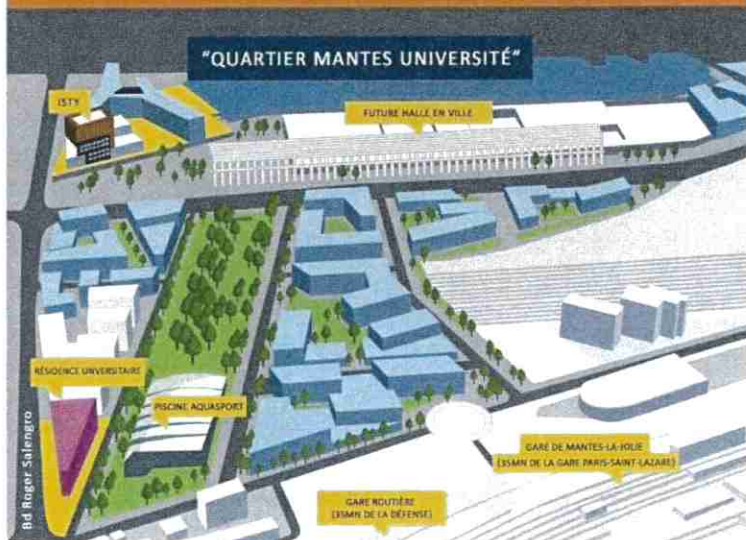 "QUARTIER MANTES UNIVERSITÉ"
ISTY
FUTURE HALLE EN VILLE
RÉSIDENCE UNVERSITAIRE
PISCINE AQUASPORT
Bd Roger Salengro
GARE DE MANTES-LA-JOLIE
(35MN DE LA GARE PARIS-SAINT-LAZARE)
GARE ROUTIÈRE
(35MN DE LA DÉFENSE)